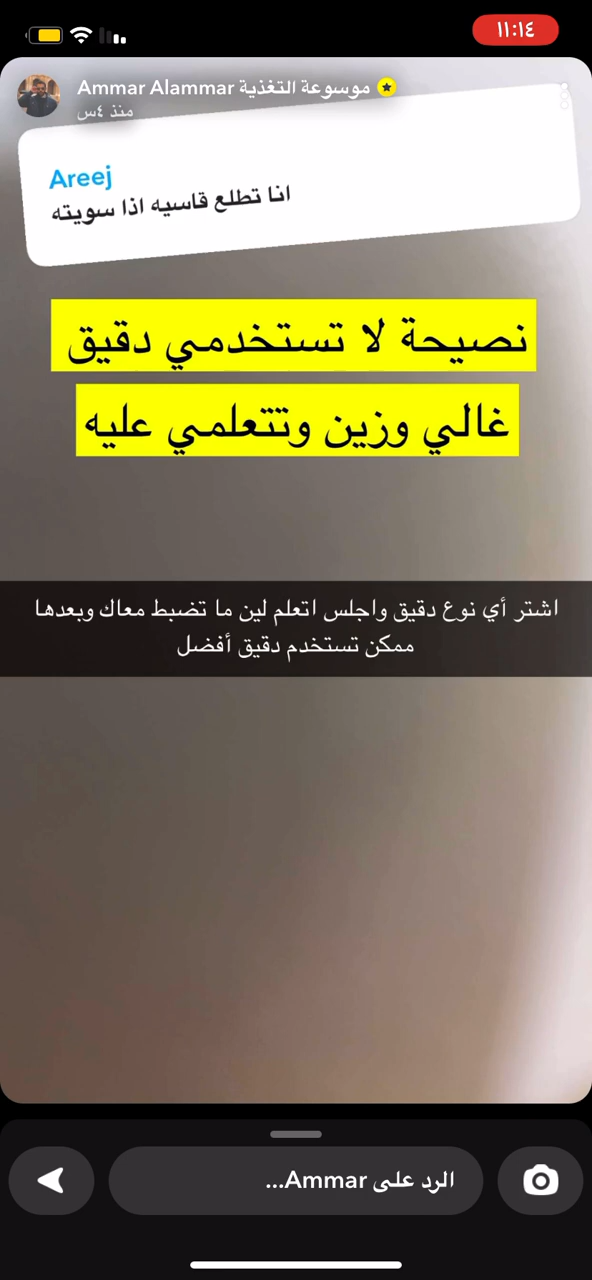 ١١:١٤
Ammar Alammar موسوعة التغذية
منذ ٤س
Areej
انا تطلع قاسيه اذا سويته
نصيحة لا تستخدمي دقيق
غالي وزين وتتعلمي عليه
اشتر أي نوع دقيق واجلس اتعلم لين ما تضبط معاك وبعدها
ممكن تستخدم دقيق أفضل
الرد على Ammar...